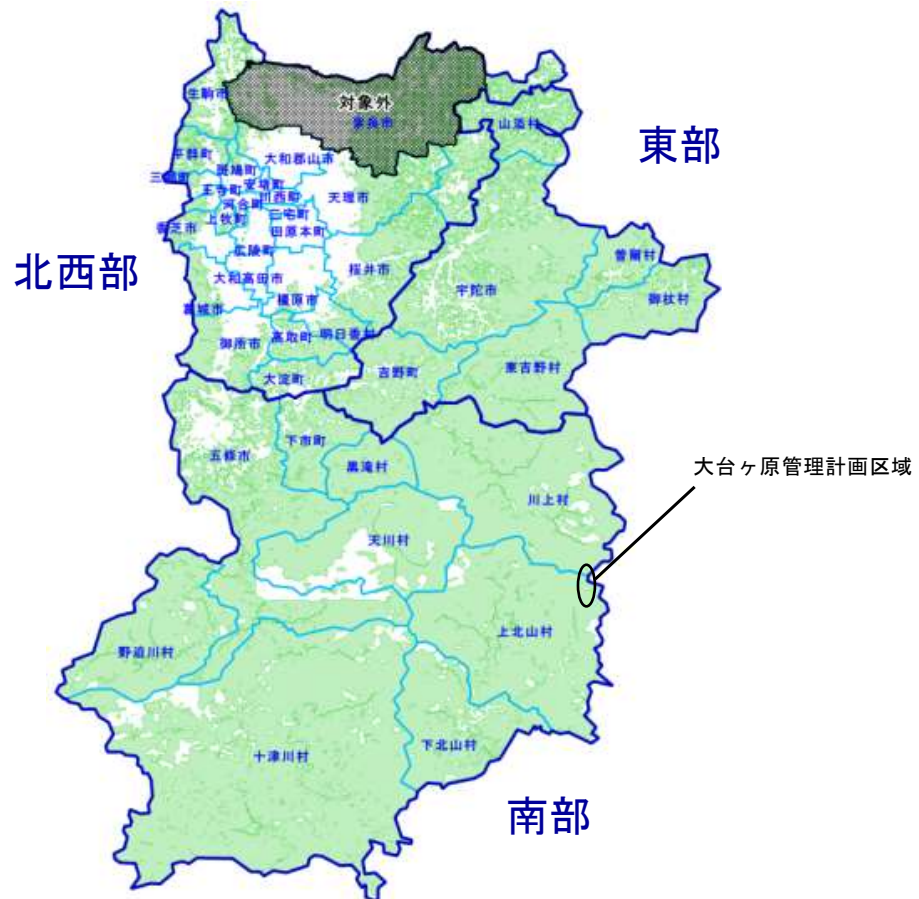 生駒市
対象外
奈良市
山添村
東部
平群町
斑鳩町
大和郡山市
三郷町
安堵町
王寺町
川西町
天理市
河合町
三宅町
上牧町
香芝市
田原本町
広陵町
北西部
大和高田市
桜井市
宇陀市
曽爾村
御杖村
葛城市
橿原市
御所市
高取町
明日香村
大淀町
吉野町
東吉野村
五條市
下市町
黒滝村
川上村
大台ヶ原管理計画区域
天川村
上北山村
野迫川村
十津川村
下北山村
南部